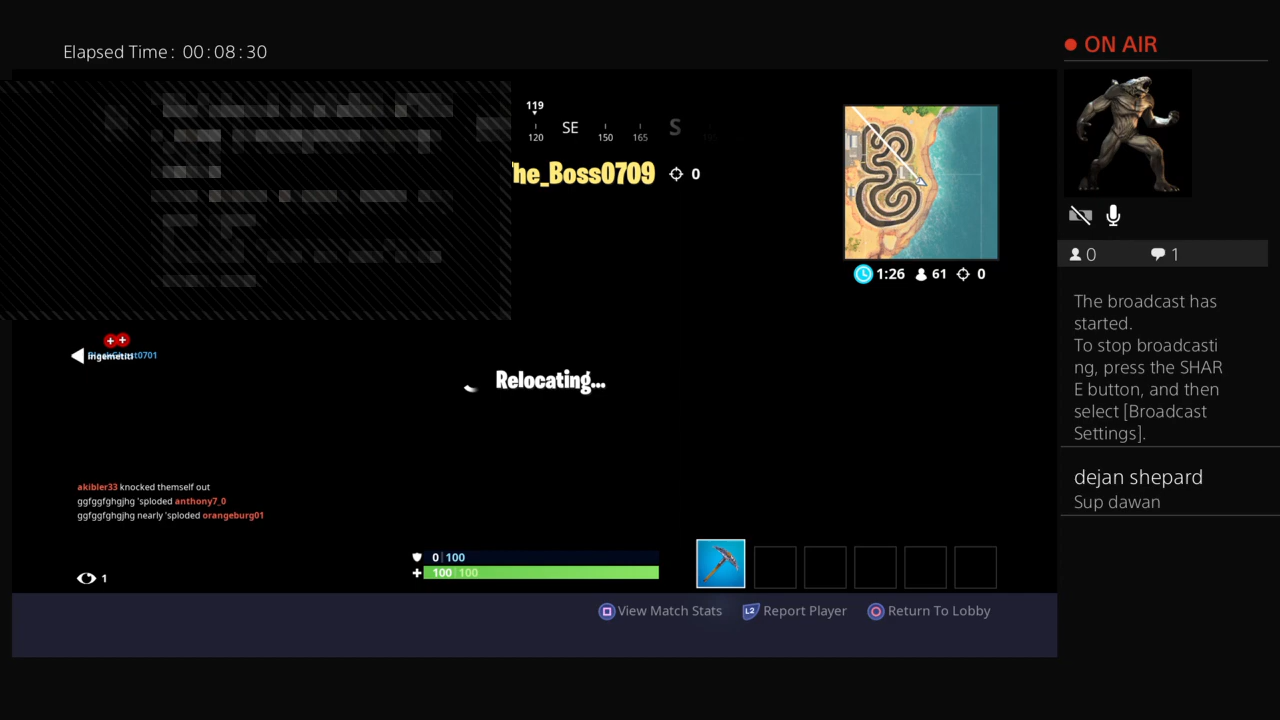 Elapsed Time: 00:08:30
ON AIR
119
120
SE
150
165
S
he_Boss0709 0
1:26 61 0
0 1
The broadcast has
started.
To stop broadcasti
ng, press the SHAR
E button, and then
select [Broadcast
Settings].
dejan shepard
Sup dawan
Relocating...
akibler33 knocked themself out
ggfggfghgjhg 'sploded anthony7_0
ggfggfghgjhg nearly 'sploded orangeburg01
1
0|100
100|100
View Match Stats L2 Report Player Return To Lobby